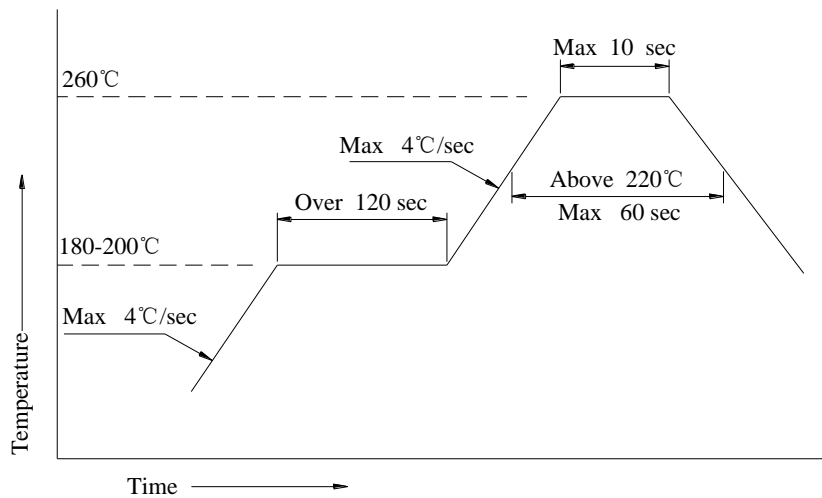 Max 10 sec
260℃
Max 4℃/sec
Above 220℃
Max 60 sec
Over 120 sec
180-200℃
Max 4℃/sec
Temperature
Time